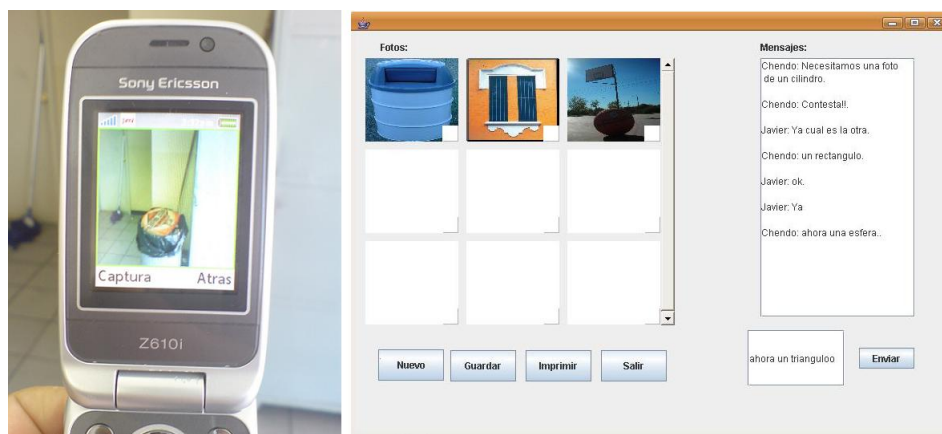 Sony Ericsson
Captura Atras
Z610i
Fotos:
Mensajes:
Chendo: Necesitamos una foto
de un cilindro.
Chendo: Contesta!!.
Javier: Ya cual es la otra.
Chendo: un rectangulo.
Javier: ok.
Javier: Ya
Chendo: ahora una esfera..
ahora un trianguloo
Enviar
Nuevo
Guardar
Imprimir
Salir